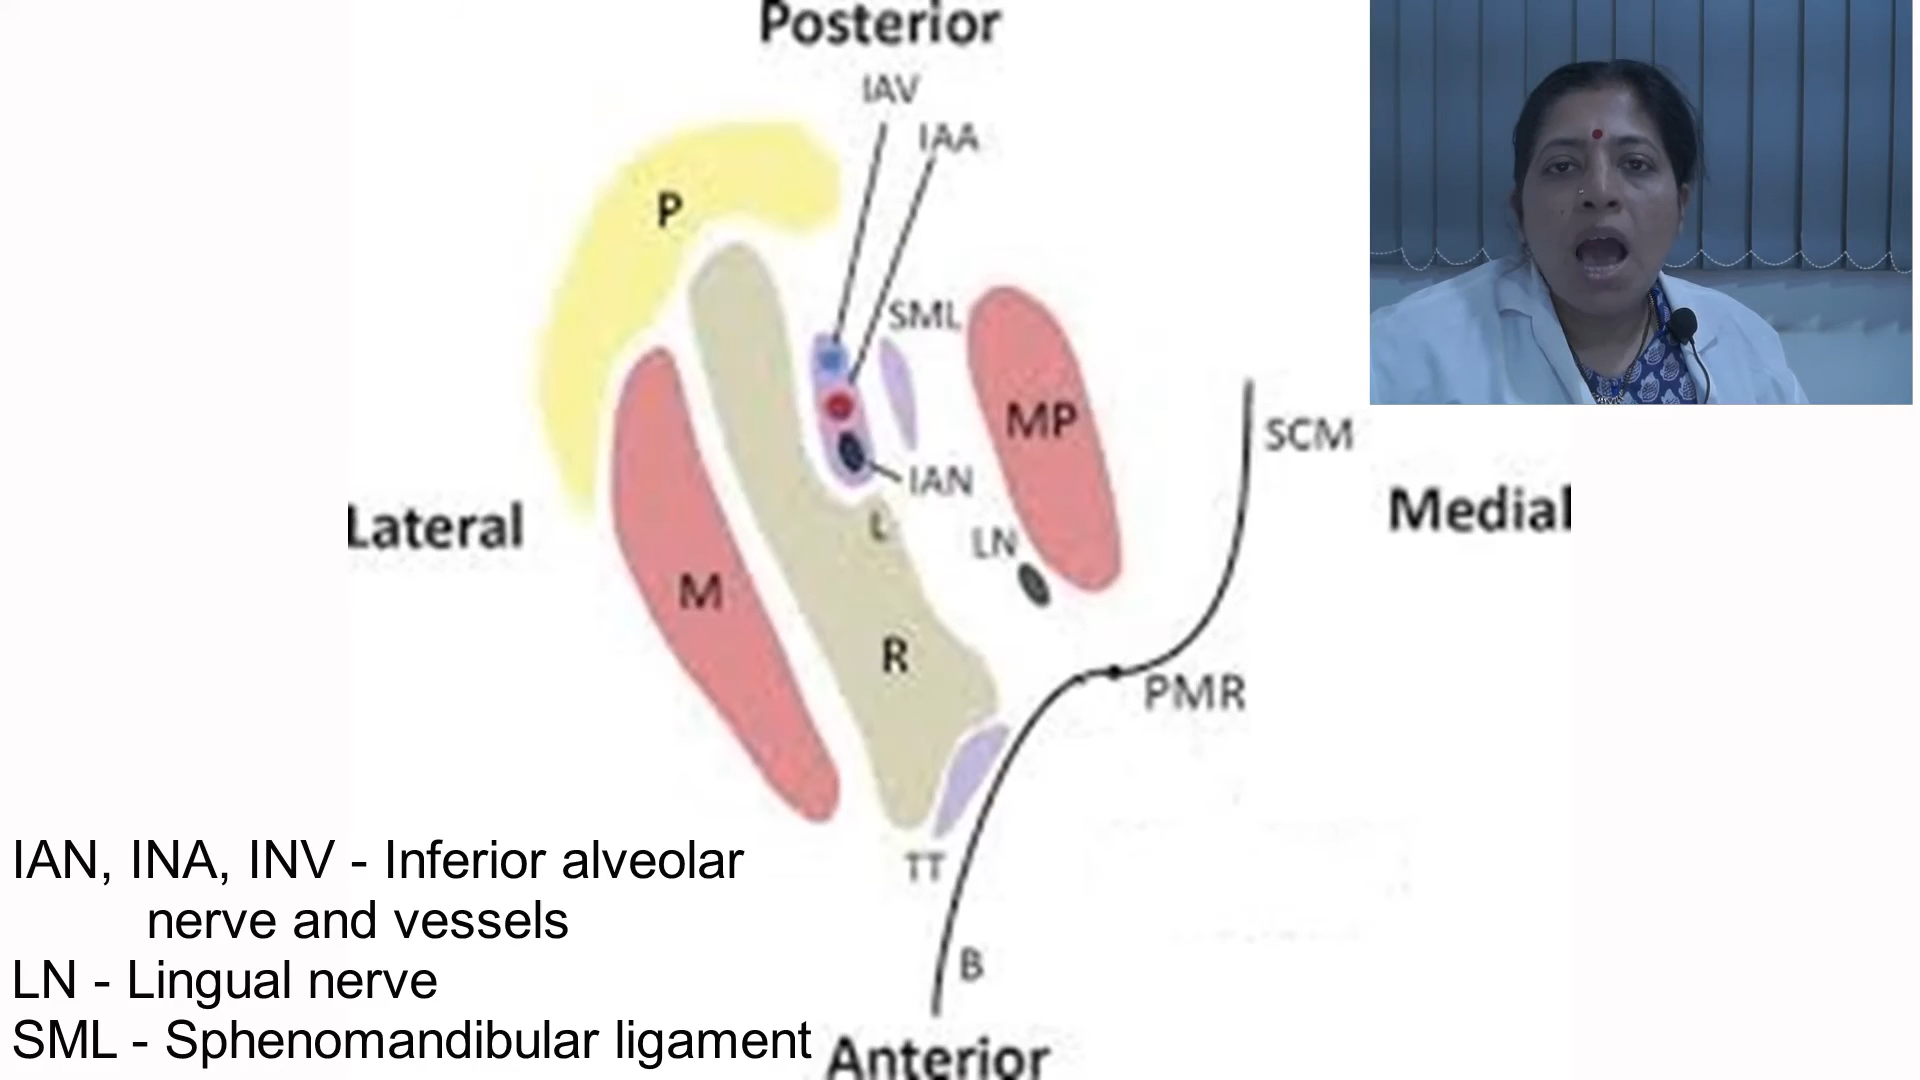 Posterior
IAV
IAA
P
SML
MP
SCM
IAN
Medial
Lateral
L
LN
M
R
PMR
TT
B
Anterior
IAN, INA, INV - Inferior alveolar
nerve and vessels
LN - Lingual nerve
SML - Sphenomandibular ligament